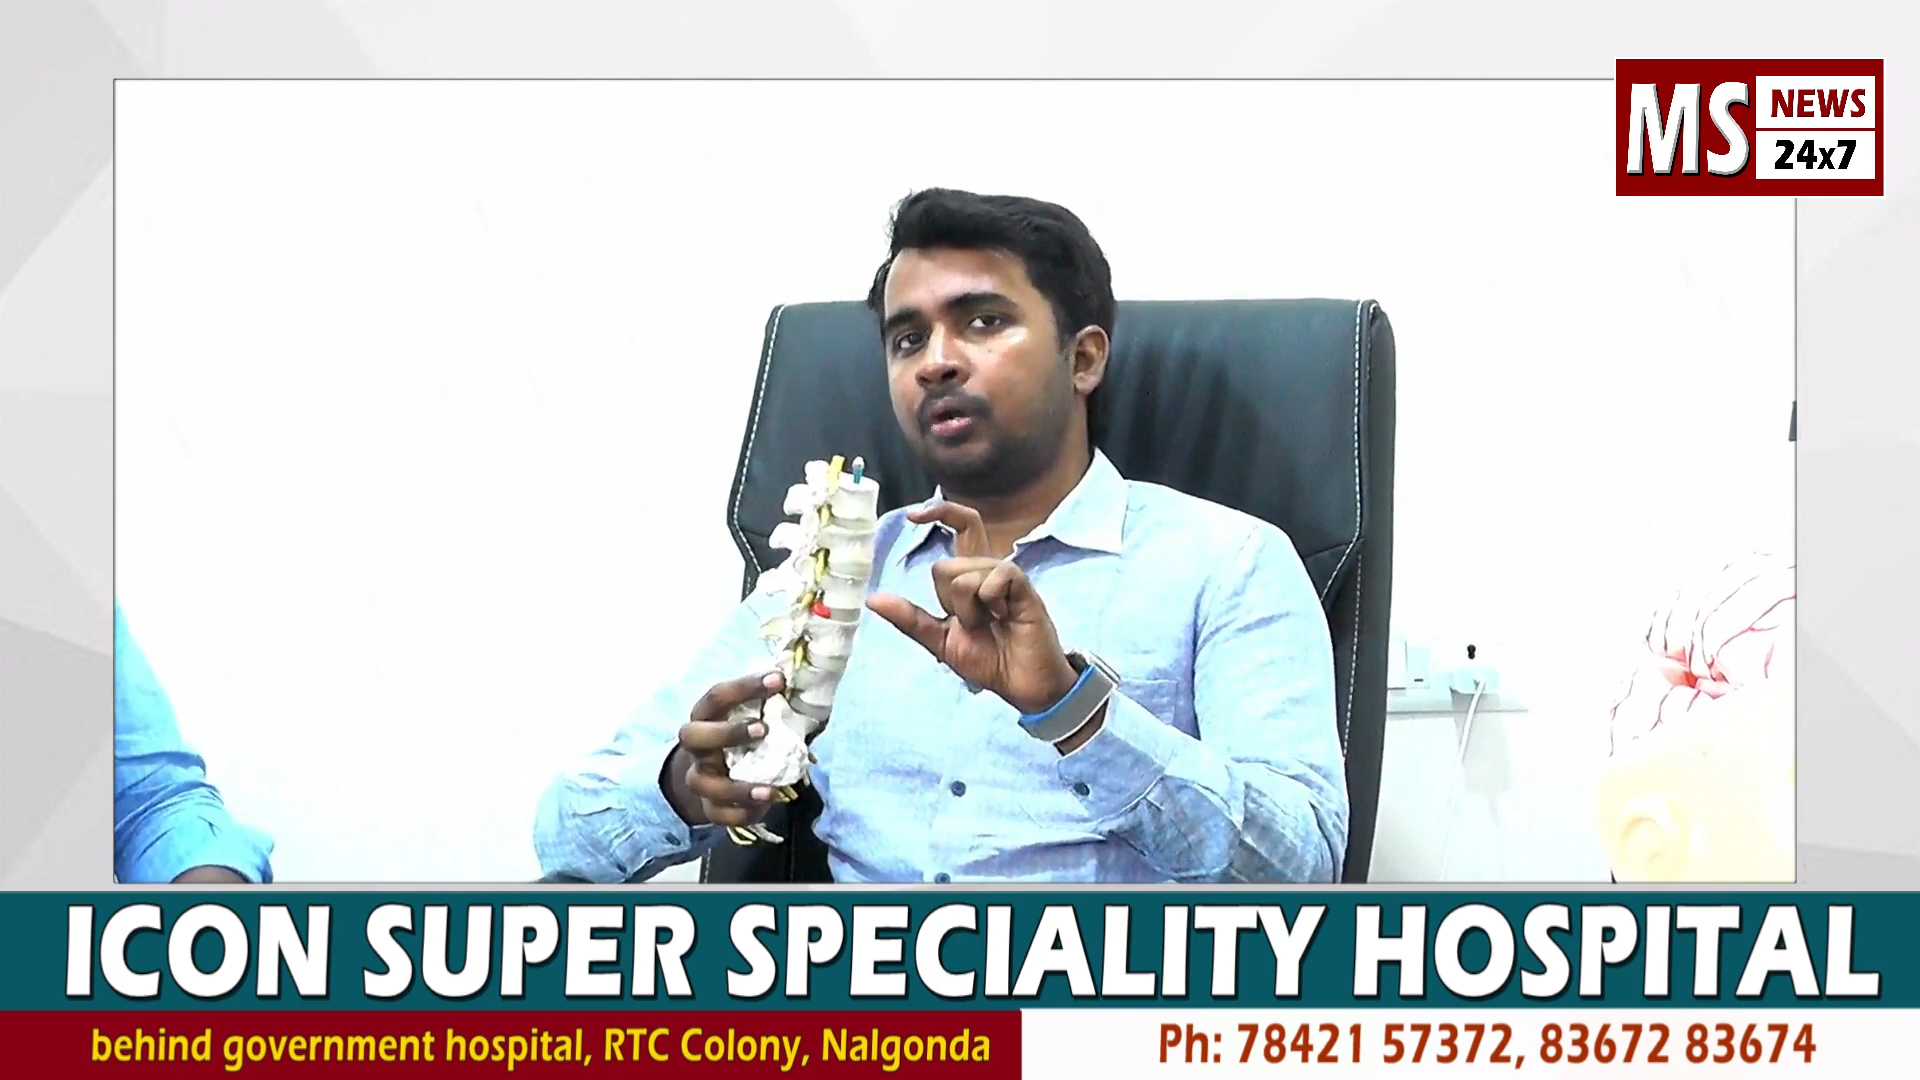 MS NEWS
24x7
ICON SUPER SPECIALITY HOSPITAL
behind government hospital, RTC Colony, Nalgonda
Ph: 78421 57372, 83672 83674